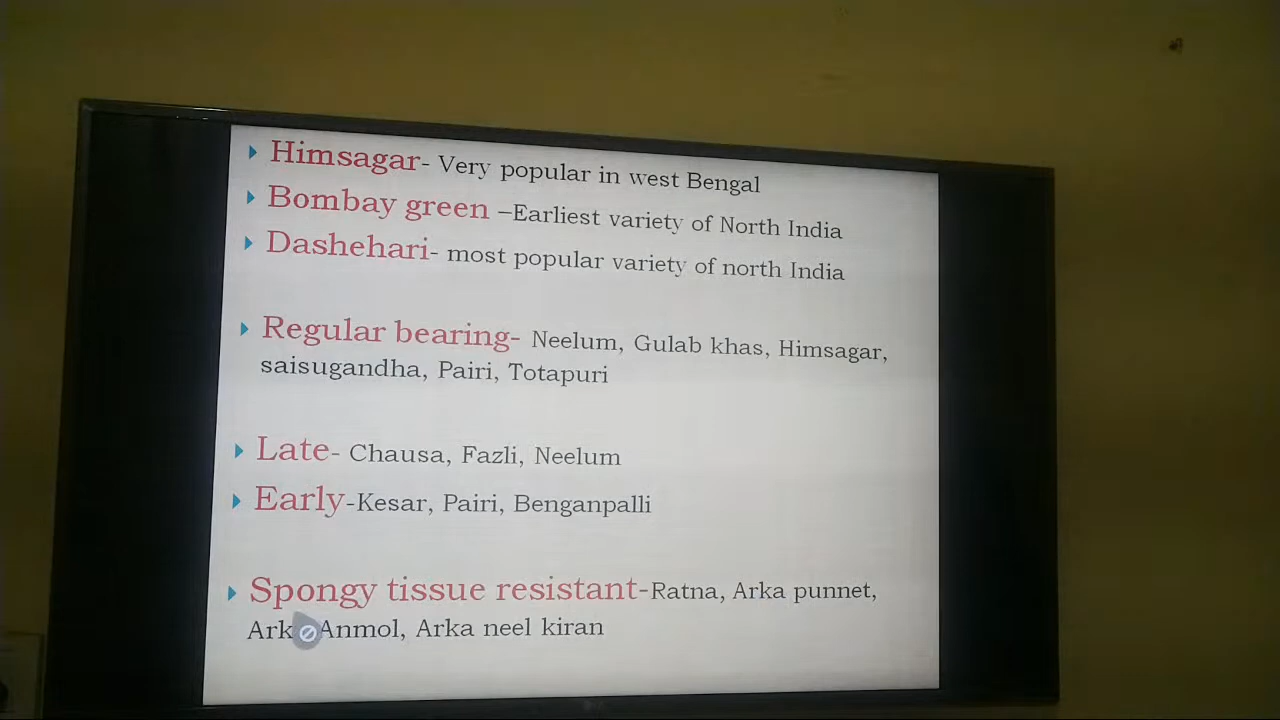 Himsagar- Very popular in west Bengal
Bombay green –Earliest variety of North India
Dashehari- most popular variety of north India
Regular bearing- Neelum, Gulab khas, Himsagar,
saisugandha, Pairi, Totapuri
Late- Chausa, Fazli, Neelum
Early-Kesar, Pairi, Benganpalli
Spongy tissue resistant-Ratna, Arka punnet,
Arka Anmol, Arka neel kiran